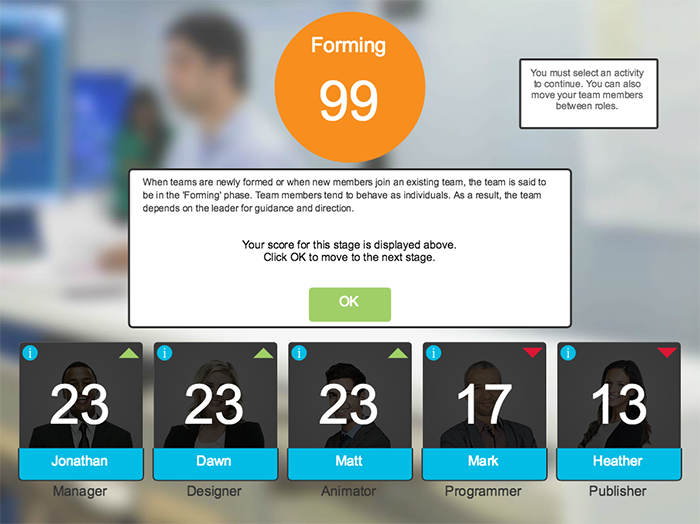 Forming
99
You must select an activity
to continue. You can also
move your team members
between roles.
When teams are newly formed or when new members join an existing team, the team is said to
be in the 'Forming' phase. Team members tend to behave as individuals. As a result, the team
depends on the leader for guidance and direction.
Your score for this stage is displayed above.
Click OK to move to the next stage.
OK
i i i i i
23 23 23 17 13
Jonathan Dawn Matt Mark Heather
Manager Designer Animator Programmer Publisher